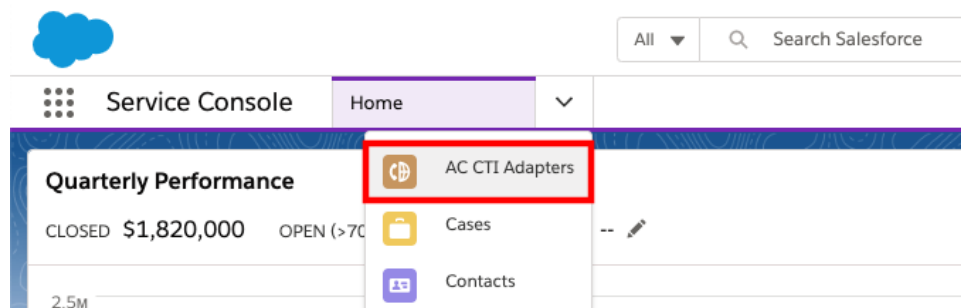 All
Search Salesforce
Service Console
Home
AC CTI Adapters
Quarterly Performance
CLOSED $1,820,000 OPEN (>70
--
Cases
Contacts
2.5M